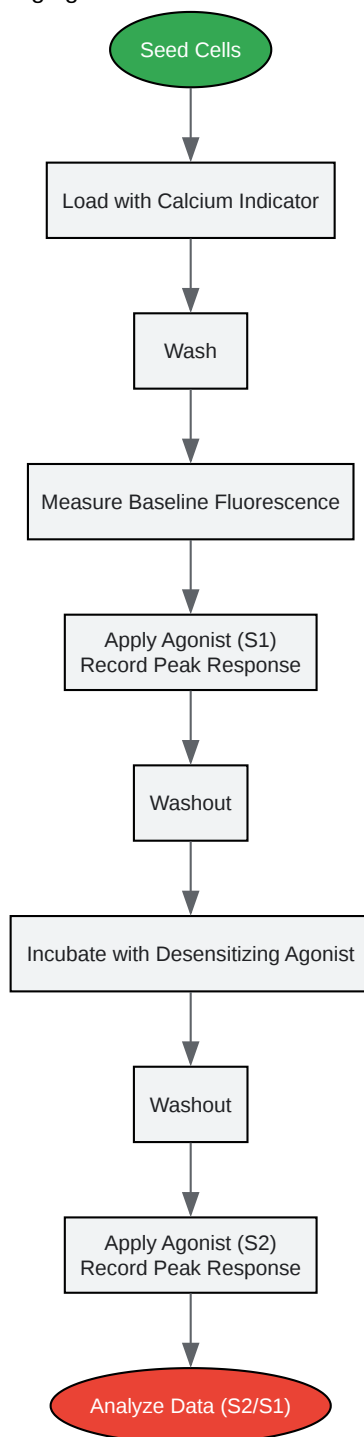 Seed Cells
Load with Calcium Indicator
Wash
Measure Baseline Fluorescence
Apply Agonist (S1)
Record Peak Response
Washout
Incubate with Desensitizing Agonist
Washout
Apply Agonist (S2)
Record Peak Response
Analyze Data (S2/S1)